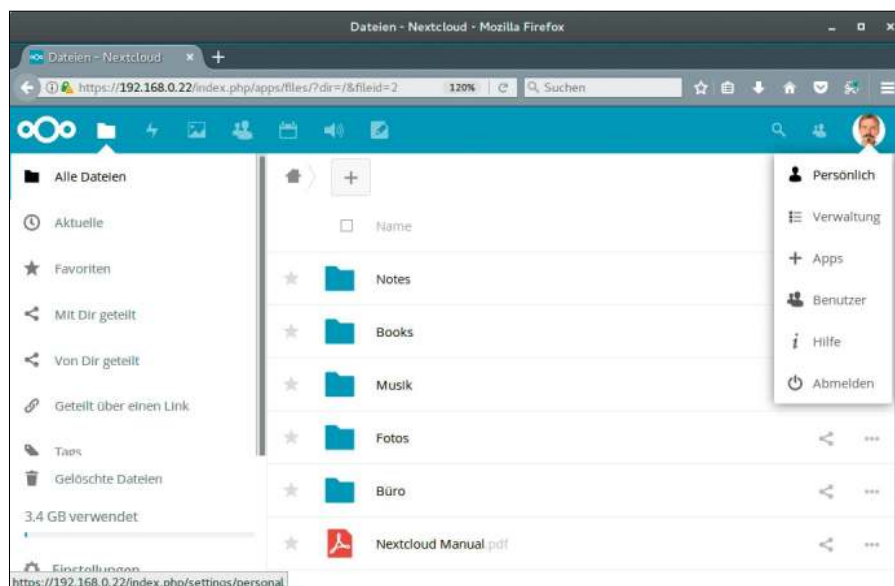 Dateien - Nextcloud - Mozilla Firefox
Dateien - Nextcloud
https://192.168.0.22/index.php/apps/files/?dir=/&fileid=2 120% Suchen
Alle Dateien
Aktuelle
Favoriten
Mit Dir geteilt
Von Dir geteilt
Geteilt über einen Link
Tags
Gelöschte Dateien
3.4 GB verwendet
Einstellungen
Name
Notes
Books
Musik
Fotos
Büro
Nextcloud Manual.pdf
Persönlich
Verwaltung
Apps
Benutzer
Hilfe
Abmelden
https://192.168.0.22/index.php/settings/personal